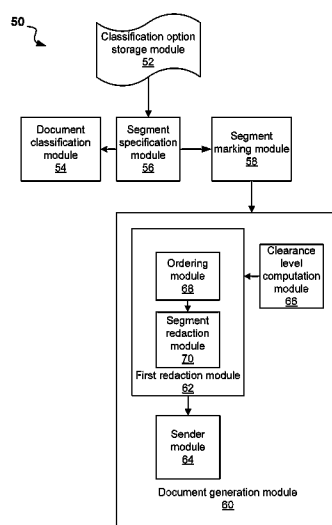 50
Classification option
storage module
52
Document
classification
module
54
Segment
specification
module
56
Segment
marking module
58
Ordering
module
68
Segment
redaction
module
70
First redaction module
62
Clearance
level
computation
module
66
Sender
module
64
Document generation module
60